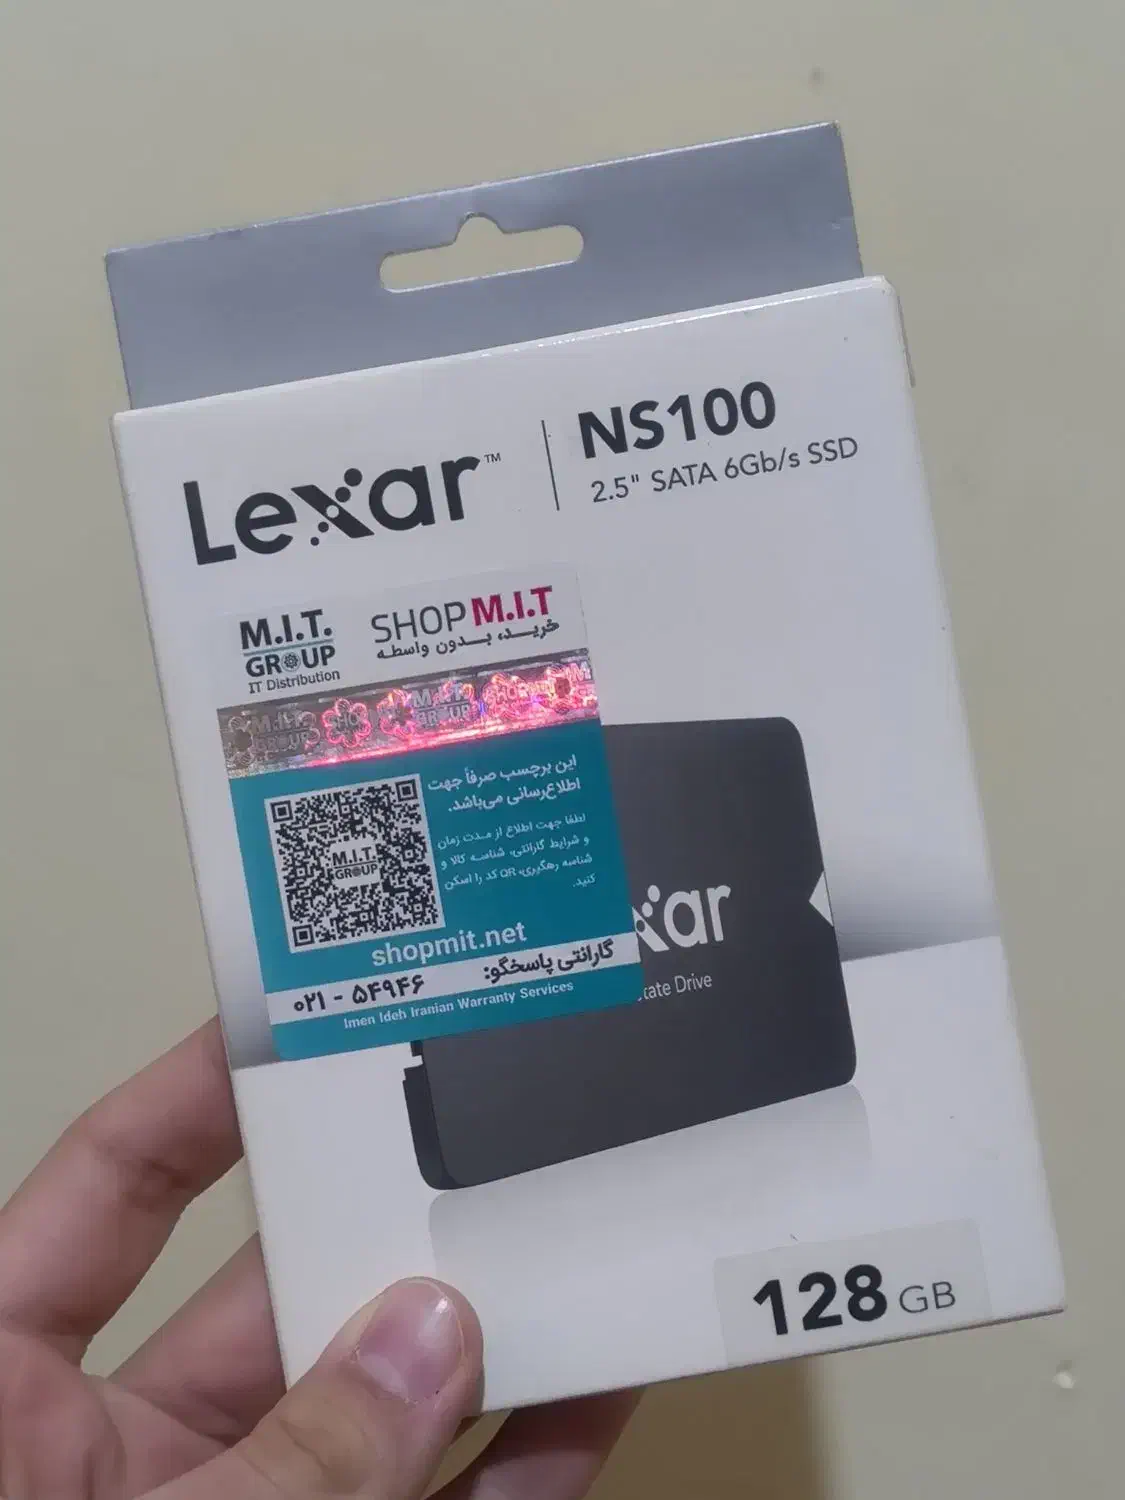 Lexar™
NS100
2.5" SATA 6Gb/s SSD
M.I.T.
GROUP
IT Distribution
SHOP M.I.T
خرید، بدون واسطه
این برچسب صرفاً جهت
اطلاع‌رسانی می‌باشد.
لطفا جهت اطلاع از مدت زمان
و شرایط گارانتی، شناسه کالا و
شناسه رهگیری، QR کد را اسکن
کنید.
M.I.T.
GROUP
shopmit.net
گارانتی پاسخگو:
۰۲۱ - ۵۴۹۴۶
Imen Ideh Iranian Warranty Services
xar
tate Drive
128 GB